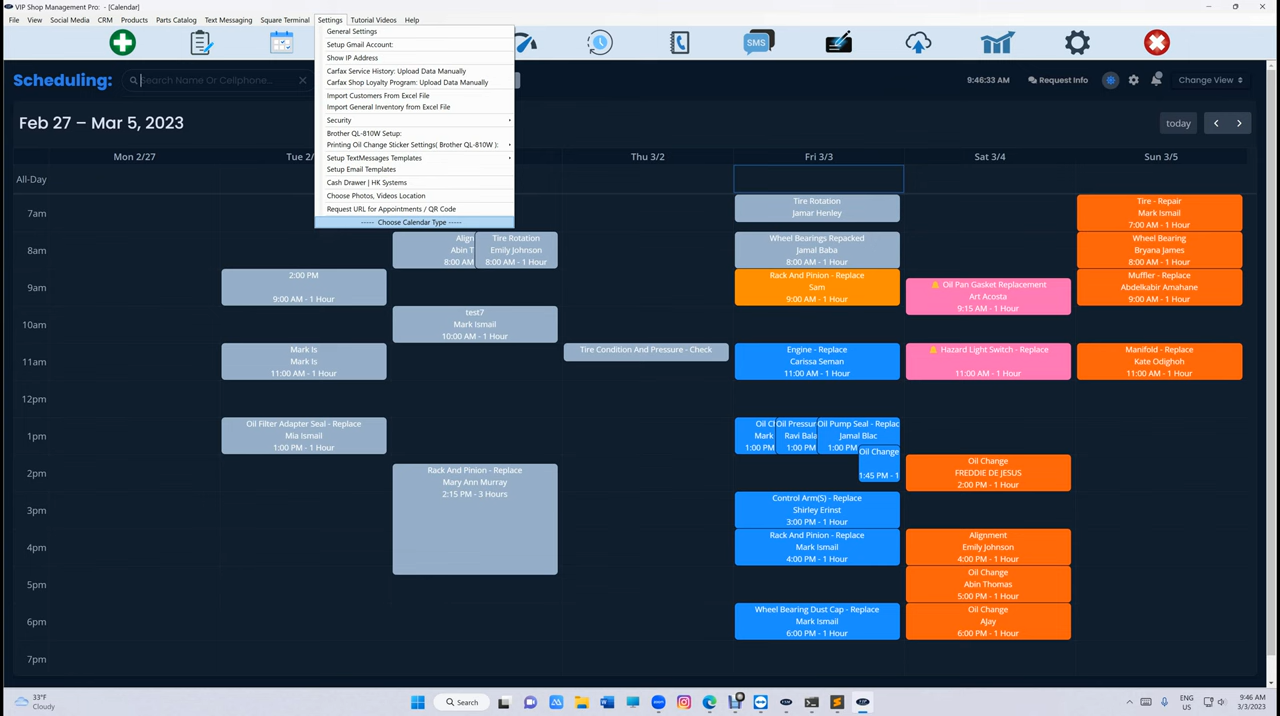 VIP Shop Management Pro: - [Calendar]
File View Social Media CRM Products Parts Catalog Text Messaging Square Terminal Settings Tutorial Videos Help
General Settings
Setup Gmail Account:
Show IP Address
Carfax Service History: Upload Data Manually
Carfax Shop Loyalty Program: Upload Data Manually
Import Customers From Excel File
Import General Inventory from Excel File
Security
Brother QL-810W Setup:
Printing Oil Change Sticker Settings( Brother QL-810W ):
Setup TextMessages Templates
Setup Email Templates
Cash Drawer | HK Systems
Choose Photos, Videos Location
Request URL for Appointments / QR Code
----- Choose Calendar Type -----
SMS
Scheduling:
Search Name Or Cellphone...
9:46:33 AM
Request Info
Change View
Feb 27 – Mar 5, 2023
today
Mon 2/27
Tue 2
Thu 3/2
Fri 3/3
Sat 3/4
Sun 3/5
All-Day
7am
8am
9am
10am
11am
12pm
1pm
2pm
3pm
4pm
5pm
6pm
7pm
2:00 PM
9:00 AM - 1 Hour
Mark Is
Mark Is
11:00 AM - 1 Hour
Oil Filter Adapter Seal - Replace
Mia Ismail
1:00 PM - 1 Hour
Align
Abin T
8:00 AM
Tire Rotation
Emily Johnson
8:00 AM - 1 Hour
test7
Mark Ismail
10:00 AM - 1 Hour
Rack And Pinion - Replace
Mary Ann Murray
2:15 PM - 3 Hours
Tire Condition And Pressure - Check
Tire Rotation
Jamar Henley
Wheel Bearings Repacked
Jamal Baba
8:00 AM - 1 Hour
Rack And Pinion - Replace
Sam
9:00 AM - 1 Hour
Engine - Replace
Carissa Seman
11:00 AM - 1 Hour
Oil C
Mark
1:00 PM
Oil Pressur
Ravi Bala
1:00 PM
Oil Pump Seal - Replac
Jamal Blac
1:00 PM
Oil Change
1:45 PM - 1
Control Arm(S) - Replace
Shirley Erinst
3:00 PM - 1 Hour
Rack And Pinion - Replace
Mark Ismail
4:00 PM - 1 Hour
Wheel Bearing Dust Cap - Replace
Mark Ismail
6:00 PM - 1 Hour
Oil Pan Gasket Replacement
Art Acosta
9:15 AM - 1 Hour
Hazard Light Switch - Replace
11:00 AM - 1 Hour
Oil Change
FREDDIE DE JESUS
2:00 PM - 1 Hour
Alignment
Emily Johnson
4:00 PM - 1 Hour
Oil Change
Abin Thomas
5:00 PM - 1 Hour
Oil Change
Ajay
6:00 PM - 1 Hour
Tire - Repair
Mark Ismail
7:00 AM - 1 Hour
Wheel Bearing
Bryana James
8:00 AM - 1 Hour
Muffler - Replace
Abdelkabir Amahane
9:00 AM - 1 Hour
Manifold - Replace
Kate Odighoh
11:00 AM - 1 Hour
33°F
Cloudy
Search
ENG
US
9:46 AM
3/3/2023